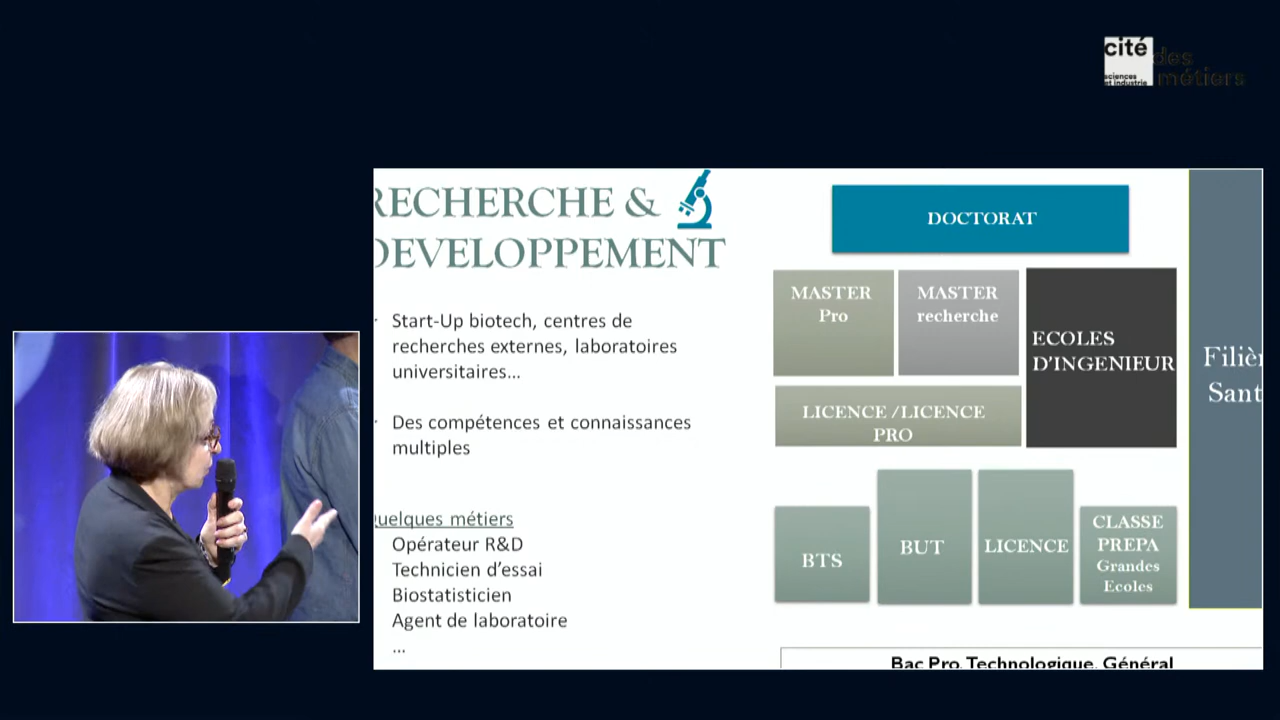 cité
sciences
et industrie
des
métiers
RECHERCHE &
DEVELOPPEMENT
Start-Up biotech, centres de
recherches externes, laboratoires
universitaires...
Des compétences et connaissances
multiples
Quelques métiers
Opérateur R&D
Technicien d'essai
Biostatisticien
Agent de laboratoire
...
DOCTORAT
MASTER
Pro
MASTER
recherche
ECOLES
D'INGENIEUR
LICENCE /LICENCE
PRO
BTS
BUT
LICENCE
CLASSE
PREPA
Grandes
Ecoles
Filièr
Sant
Bac Pro, Technologique, Général